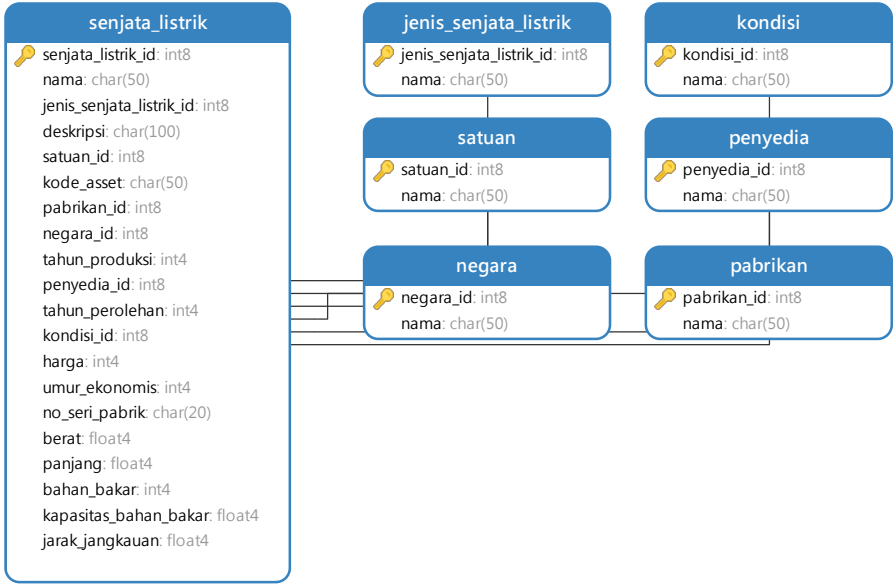 senjata_listrik
senjata_listrik_id: int8
nama: char(50)
jenis_senjata_listrik_id: int8
deskripsi: char(100)
satuan_id: int8
kode_asset: char(50)
pabrikan_id: int8
negara_id: int8
tahun_produksi: int4
penyedia_id: int8
tahun_perolehan: int4
kondisi_id: int8
harga: int4
umur_ekonomis: int4
no_seri_pabrik: char(20)
berat: float4
panjang: float4
bahan_bakar: int4
kapasitas_bahan_bakar: float4
jarak_jangkauan: float4
jenis_senjata_listrik
jenis_senjata_listrik_id: int8
nama: char(50)
kondisi
kondisi_id: int8
nama: char(50)
satuan
satuan_id: int8
nama: char(50)
penyedia
penyedia_id: int8
nama: char(50)
negara
negara_id: int8
nama: char(50)
pabrikan
pabrikan_id: int8
nama: char(50)